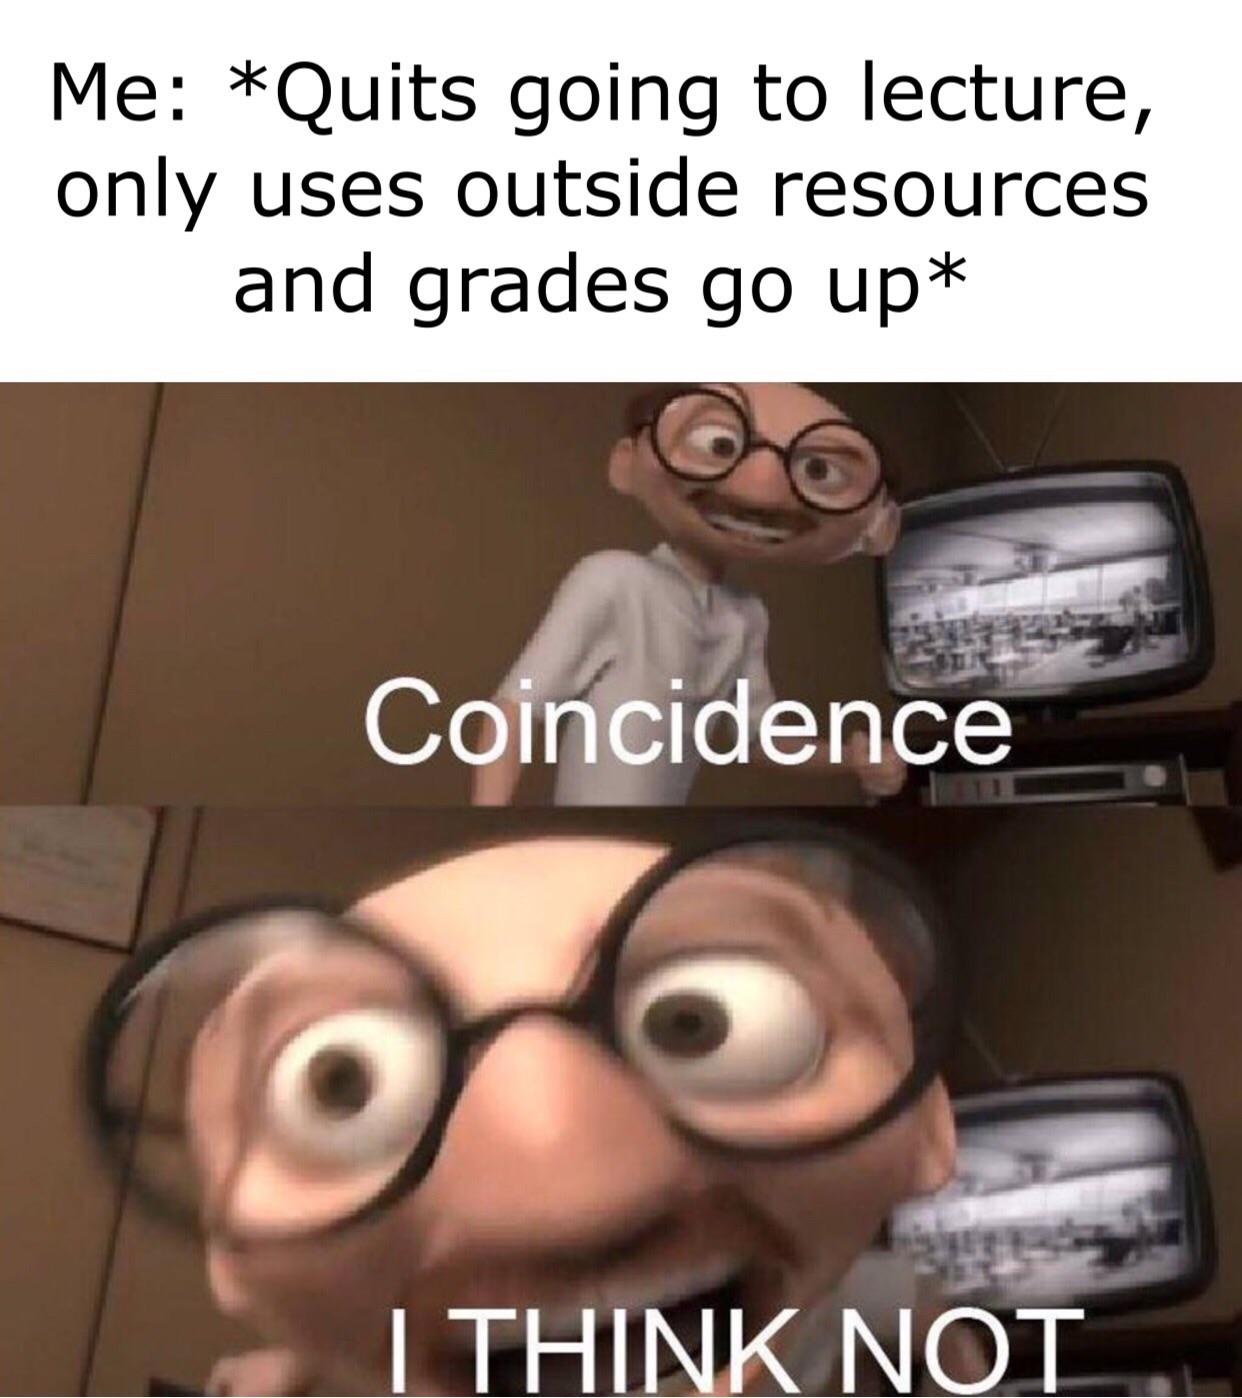 Me: *Quits going to lecture,
only uses outside resources
and grades go up*
Coincidence
I THINK NOT